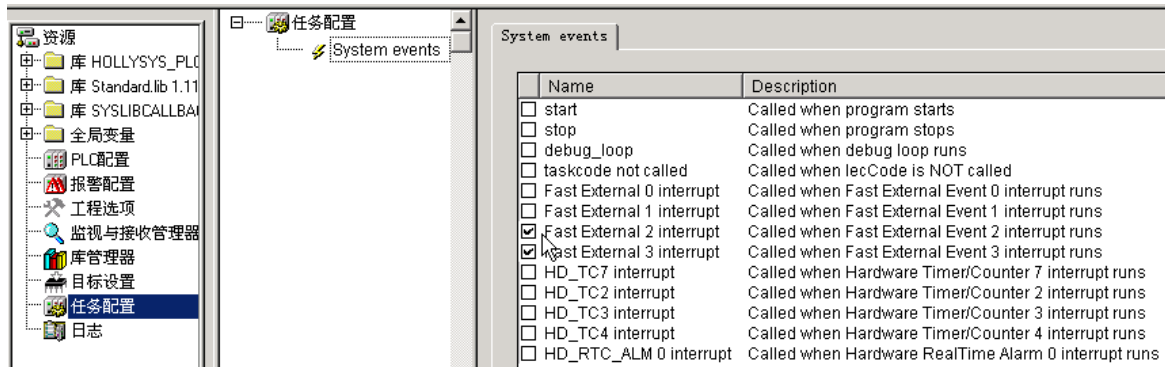 资源
库 HOLLYSYS_PLC
库 Standard.lib 1.11
库 SYSLIBCALLBA
全局变量
PLC配置
报警配置
工程选项
监视与接收管理器
库管理器
目标设置
任务配置
日志
任务配置
System events
System events
Name Description
start Called when program starts
stop Called when program stops
debug_loop Called when debug loop runs
taskcode not called Called when IecCode is NOT called
Fast External 0 interrupt Called when Fast External Event 0 interrupt runs
Fast External 1 interrupt Called when Fast External Event 1 interrupt runs
Fast External 2 interrupt Called when Fast External Event 2 interrupt runs
Fast External 3 interrupt Called when Fast External Event 3 interrupt runs
HD_TC7 interrupt Called when Hardware Timer/Counter 7 interrupt runs
HD_TC2 interrupt Called when Hardware Timer/Counter 2 interrupt runs
HD_TC3 interrupt Called when Hardware Timer/Counter 3 interrupt runs
HD_TC4 interrupt Called when Hardware Timer/Counter 4 interrupt runs
HD_RTC_ALM 0 interrupt Called when Hardware RealTime Alarm 0 interrupt runs